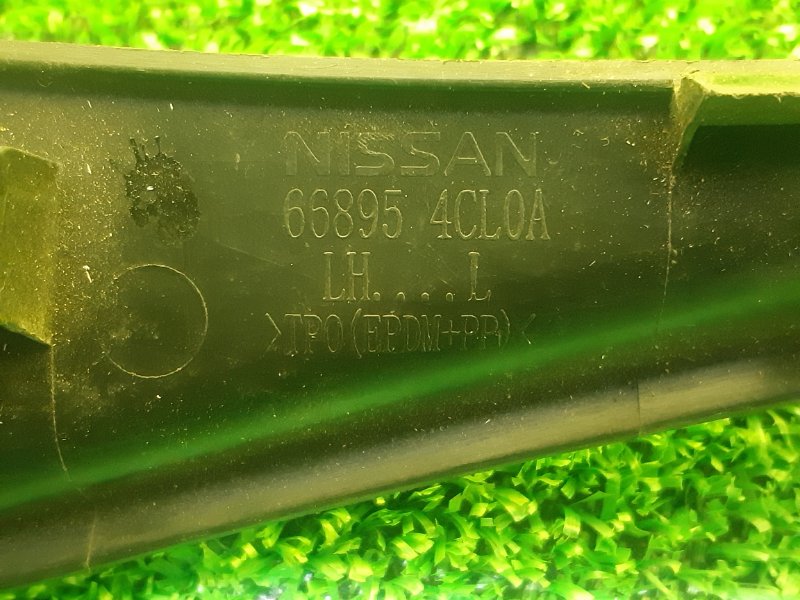 NISSAN
66895 4CL0A
LH....L
>TPO(EPDM+PP)<